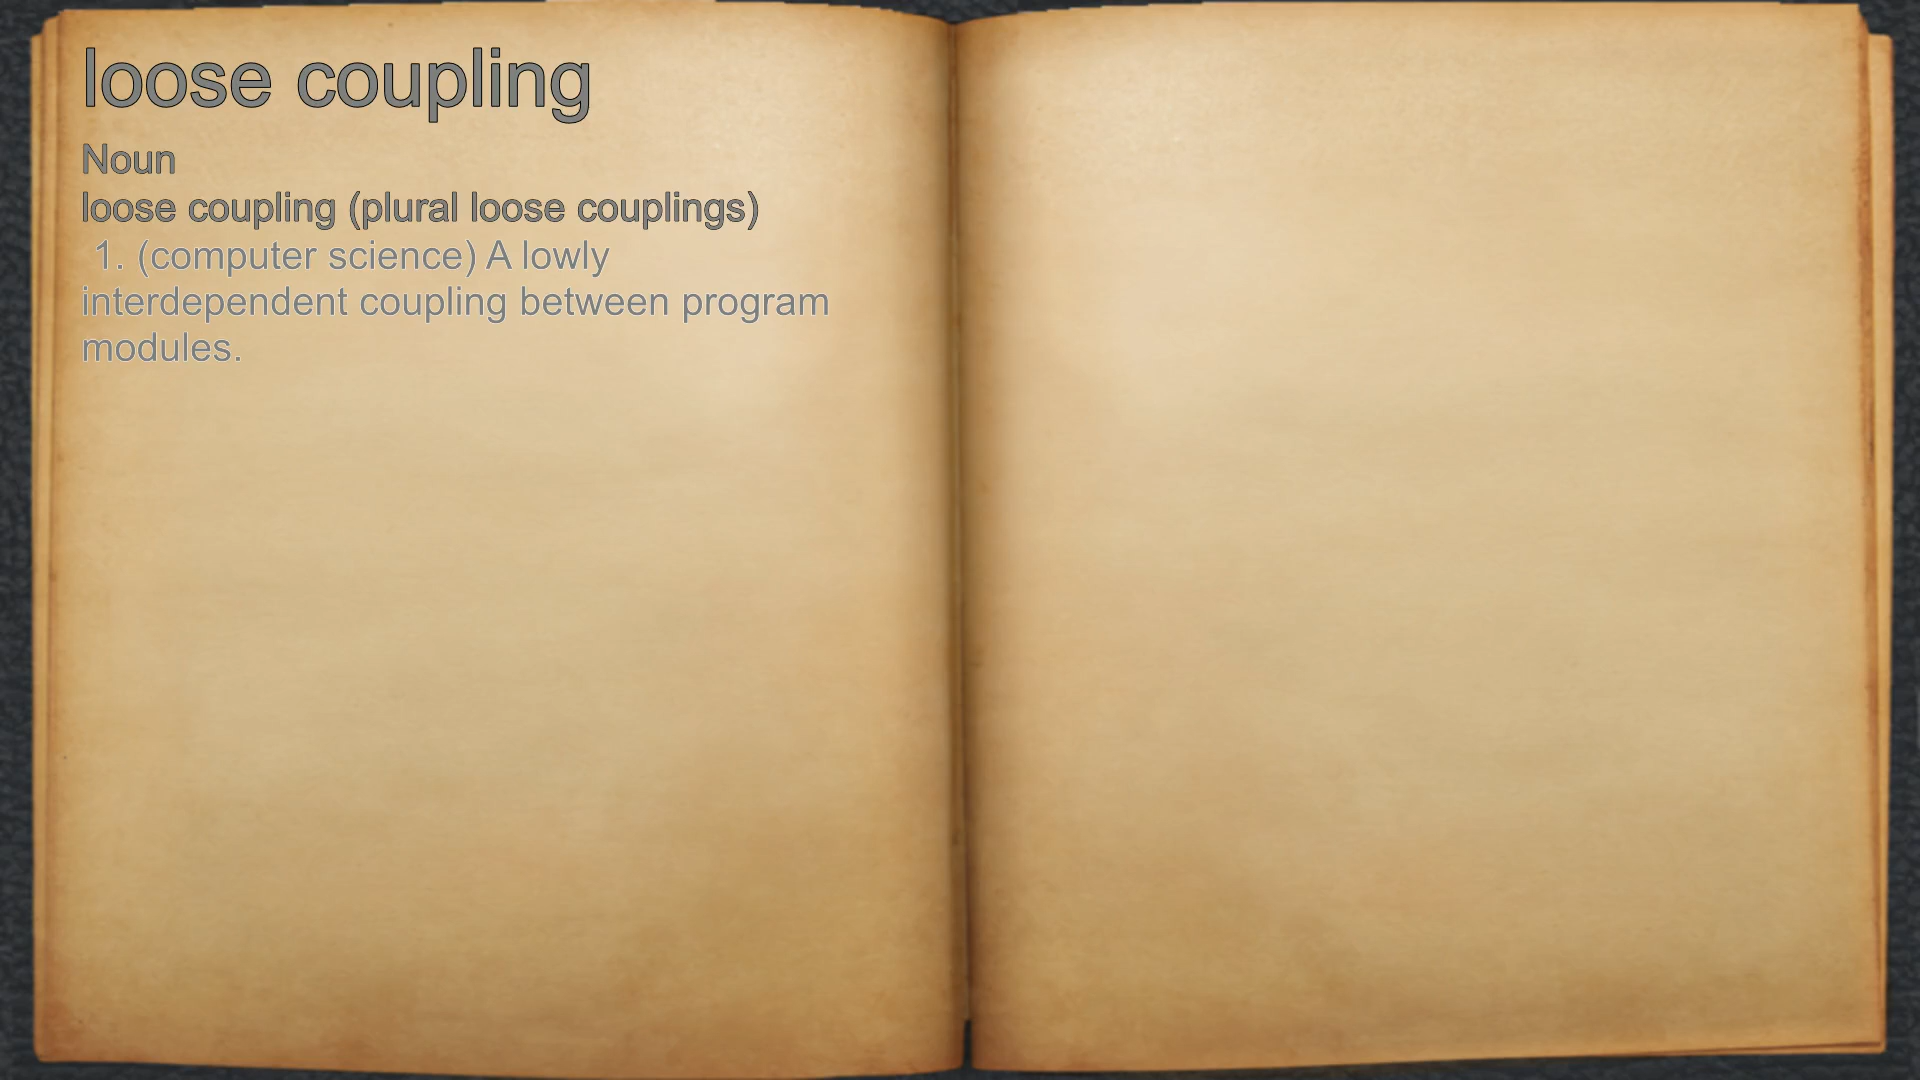 loose coupling
Noun
loose coupling (plural loose couplings)
1. (computer science) A lowly
interdependent coupling between program
modules.